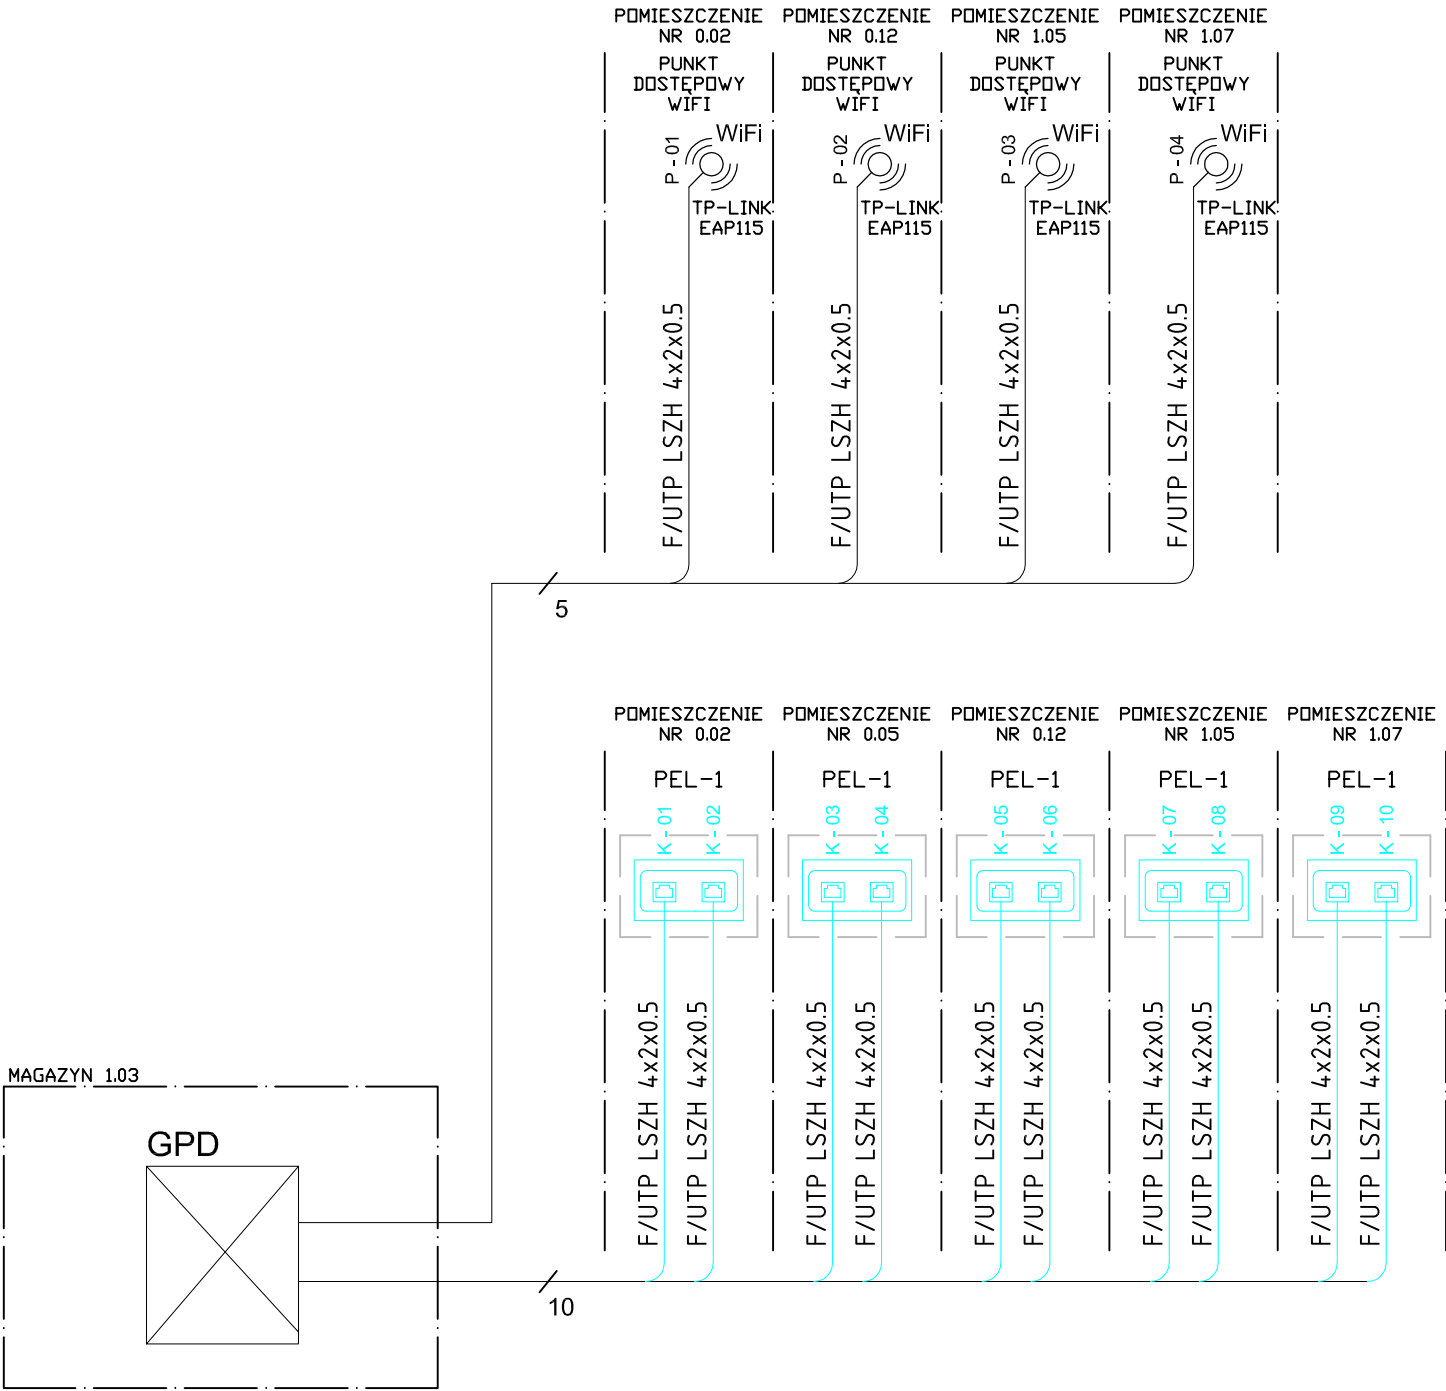 POMIESZCZENIE
NR 0.02
POMIESZCZENIE
NR 0.12
POMIESZCZENIE
NR 1.05
POMIESZCZENIE
NR 1.07
PUNKT
DOSTĘPOWY
WIFI
PUNKT
DOSTĘPOWY
WIFI
PUNKT
DOSTĘPOWY
WIFI
PUNKT
DOSTĘPOWY
WIFI
P - 01
WiFi
P - 02
WiFi
P - 03
WiFi
P - 04
WiFi
TP-LINK
EAP115
TP-LINK
EAP115
TP-LINK
EAP115
TP-LINK
EAP115
F/UTP LSZH 4x2x0.5
F/UTP LSZH 4x2x0.5
F/UTP LSZH 4x2x0.5
F/UTP LSZH 4x2x0.5
5
POMIESZCZENIE
NR 0.02
POMIESZCZENIE
NR 0.05
POMIESZCZENIE
NR 0.12
POMIESZCZENIE
NR 1.05
POMIESZCZENIE
NR 1.07
PEL-1
PEL-1
PEL-1
PEL-1
PEL-1
K - 01
K - 02
K - 03
K - 04
K - 05
K - 06
K - 07
K - 08
K - 09
K - 10
F/UTP LSZH 4x2x0.5
F/UTP LSZH 4x2x0.5
F/UTP LSZH 4x2x0.5
F/UTP LSZH 4x2x0.5
F/UTP LSZH 4x2x0.5
F/UTP LSZH 4x2x0.5
F/UTP LSZH 4x2x0.5
F/UTP LSZH 4x2x0.5
F/UTP LSZH 4x2x0.5
F/UTP LSZH 4x2x0.5
MAGAZYN 1.03
GPD
10